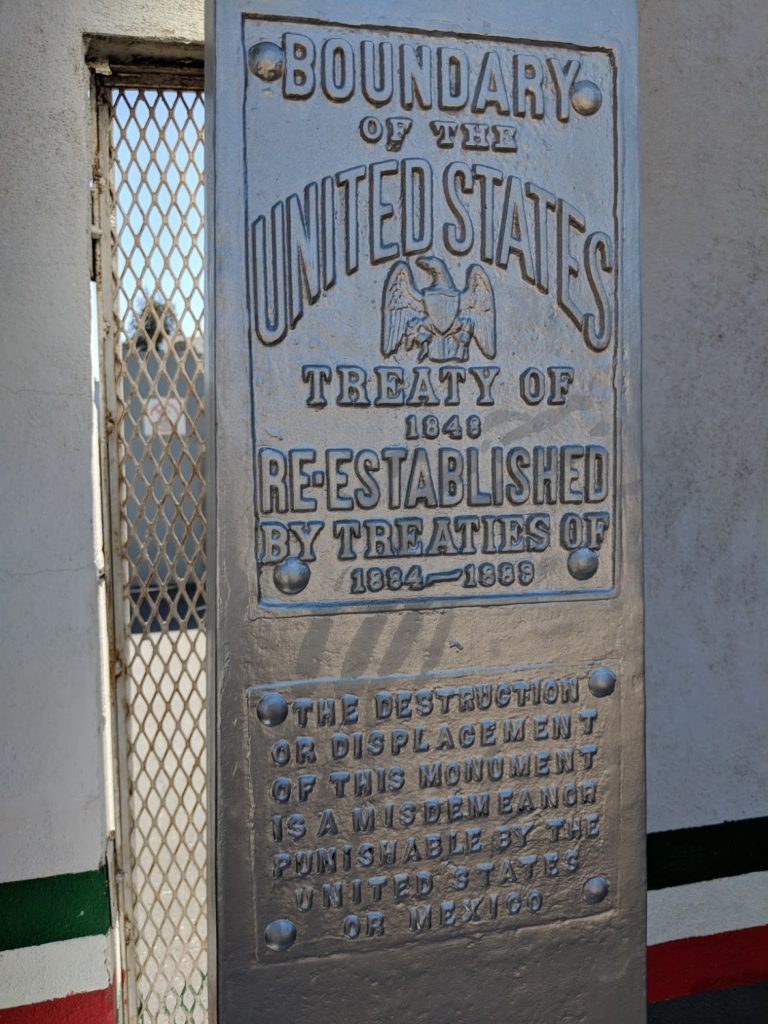 BOUNDARY
OF THE
UNITED STATES
TREATY OF
1848
RE-ESTABLISHED
BY TREATIES OF
1884—1889
THE DESTRUCTION
OR DISPLACEMENT
OF THIS MONUMENT
IS A MISDEMEANOR
PUNISHABLE BY THE
UNITED STATES
OR MEXICO